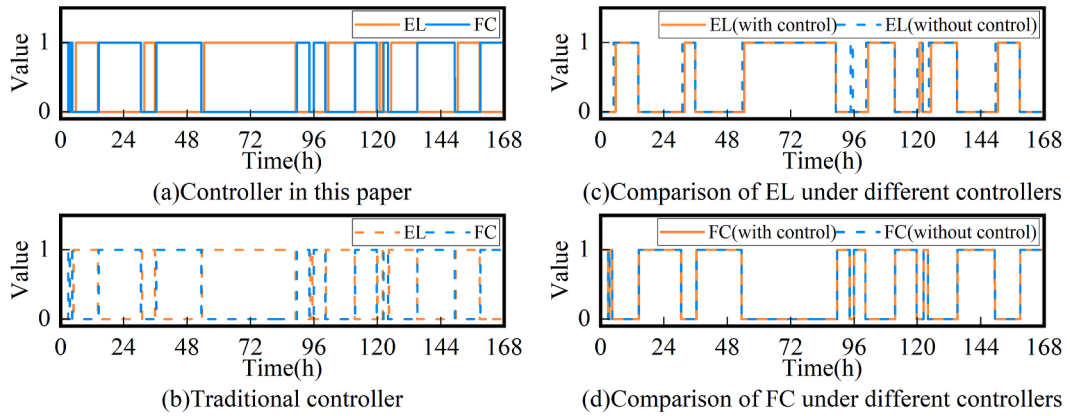 EL FC
Value
1
0
0 24 48 72 96 120 144 168
Time(h)
(a)Controller in this paper
EL(with control) EL(without control)
Value
1
0
0 24 48 72 96 120 144 168
Time(h)
(c)Comparison of EL under different controllers
EL FC
Value
1
0
0 24 48 72 96 120 144 168
Time(h)
(b)Traditional controller
FC(with control) FC(without control)
Value
1
0
0 24 48 72 96 120 144 168
Time(h)
(d)Comparison of FC under different controllers